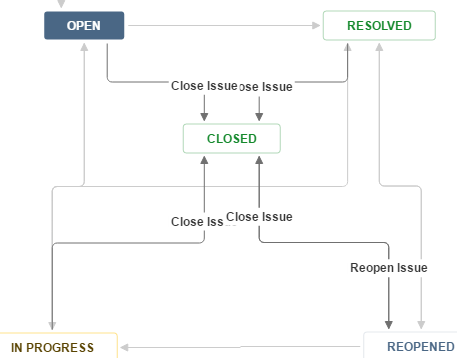 OPEN
RESOLVED
Close Issue
ose Issue
CLOSED
Close Iss
Close Issue
Reopen Issue
IN PROGRESS
REOPENED